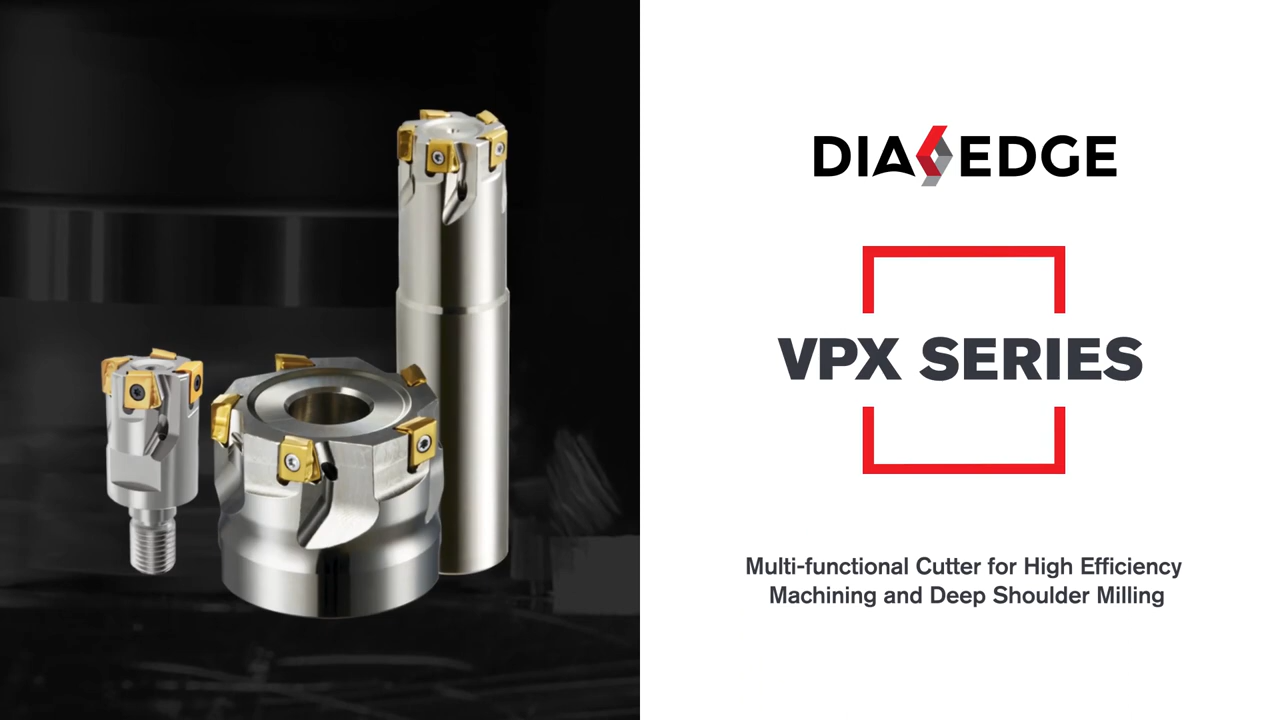 DIAEDGE
VPX SERIES
Multi-functional Cutter for High Efficiency
Machining and Deep Shoulder Milling